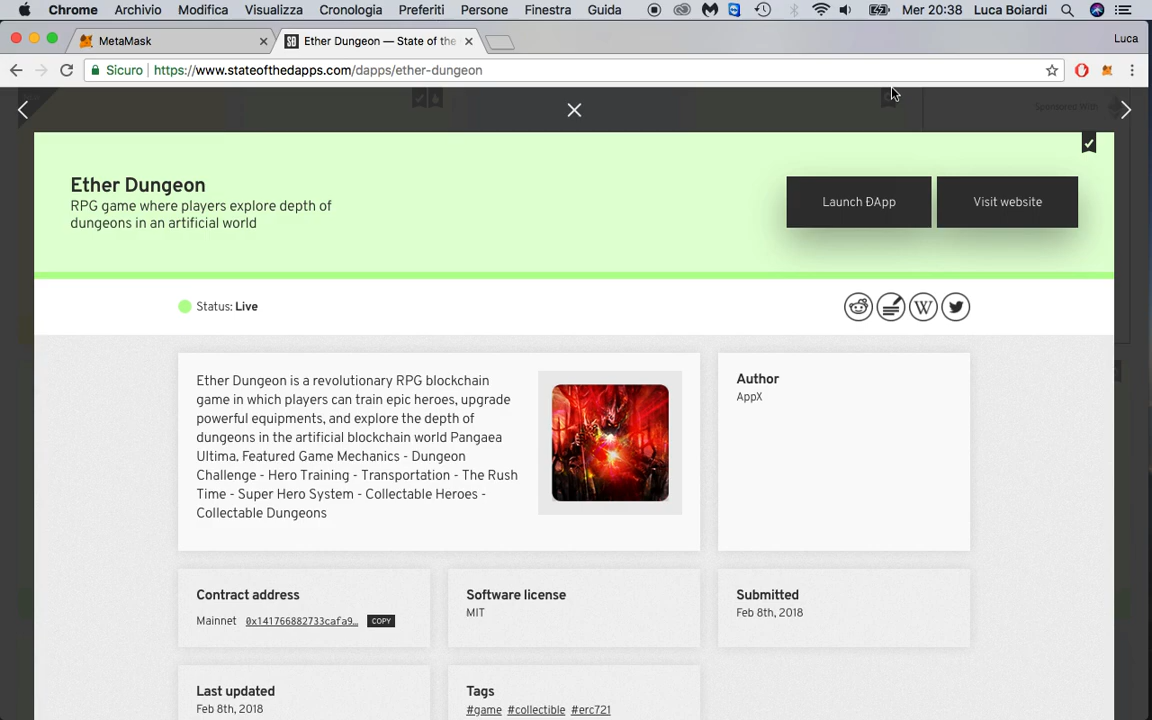 Chrome Archivio Modifica Visualizza Cronologia Preferiti Persone Finestra Guida Mer 20:38 Luca Boiardi
MetaMask Ether Dungeon — State of the Luca
Sicuro https://www.stateofthedapps.com/dapps/ether-dungeon
Sponsored With
Ether Dungeon
RPG game where players explore depth of
dungeons in an artificial world
Launch ÐApp Visit website
Status: Live
Ether Dungeon is a revolutionary RPG blockchain
game in which players can train epic heroes, upgrade
powerful equipments, and explore the depth of
dungeons in the artificial blockchain world Pangaea
Ultima. Featured Game Mechanics - Dungeon
Challenge - Hero Training - Transportation - The Rush
Time - Super Hero System - Collectable Heroes -
Collectable Dungeons
Author
AppX
Contract address
Mainnet 0x141766882733cafa9... COPY
Software license
MIT
Submitted
Feb 8th, 2018
Last updated
Feb 8th, 2018
Tags
#game #collectible #erc721